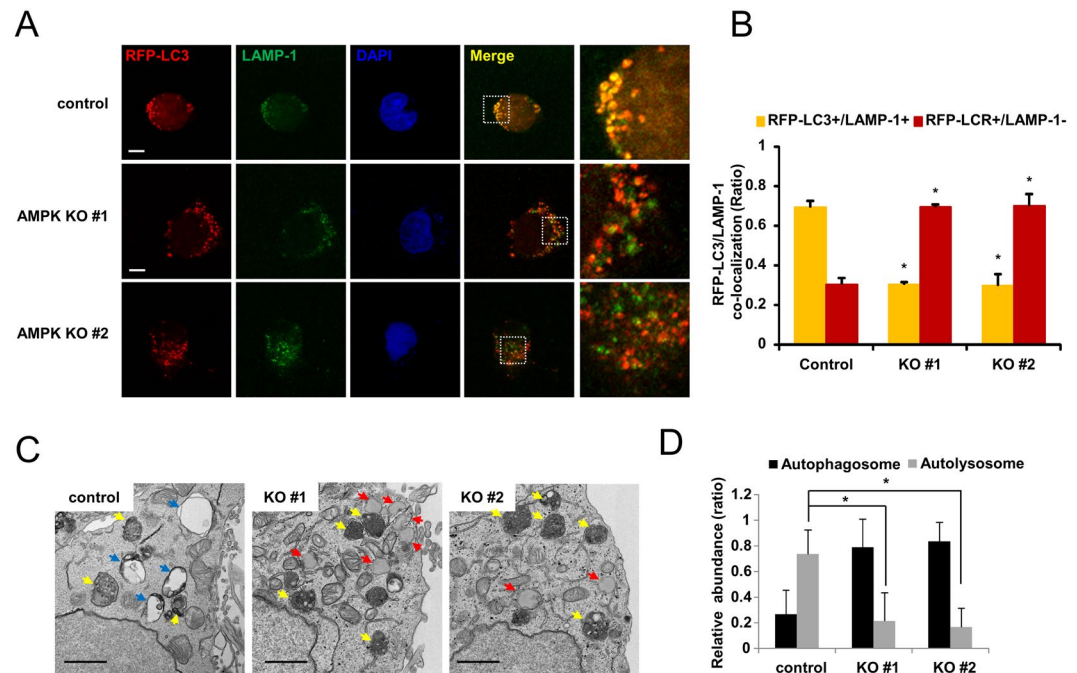 A
RFP-LC3 LAMP-1 DAPI Merge
control
AMPK KO #1
AMPK KO #2
B
RFP-LC3+/LAMP-1+ RFP-LCR+/LAMP-1-
RFP-LC3/LAMP-1
co-localization (Ratio)
1
0.8
0.6
0.4
0.2
0
* * * *
Control KO #1 KO #2
C
control KO #1 KO #2
D
Autophagosome Autolysosome
Relative abundance (ratio)
1.2
1
0.8
0.6
0.4
0.2
0
* *
control KO #1 KO #2